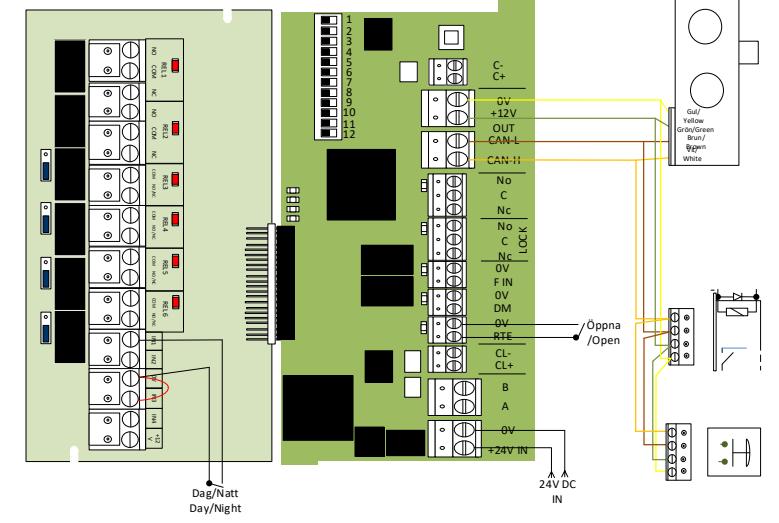 NO
COM
NC
REL1
NO
COM
NC
REL2
COM
NO/NC
REL3
COM
NO/NC
REL4
COM
NO/NC
REL5
COM
NO/NC
REL6
IN1
IN2
IN4
+12
V
1
2
3
4
5
6
7
8
9
10
11
12
C-
C+
0V
+12V
OUT
CAN-L
CAN-H
No
C
Nc
No
C
Nc
LOCK
0V
F IN
0V
DM
0V
RTE
CL-
CL+
B
A
0V
+24V IN
Öppna
/Open
24V DC
IN
Dag/Natt
Day/Night
Gul/
Yellow
Grön/Green
Brun/
Brown
Vit/
White